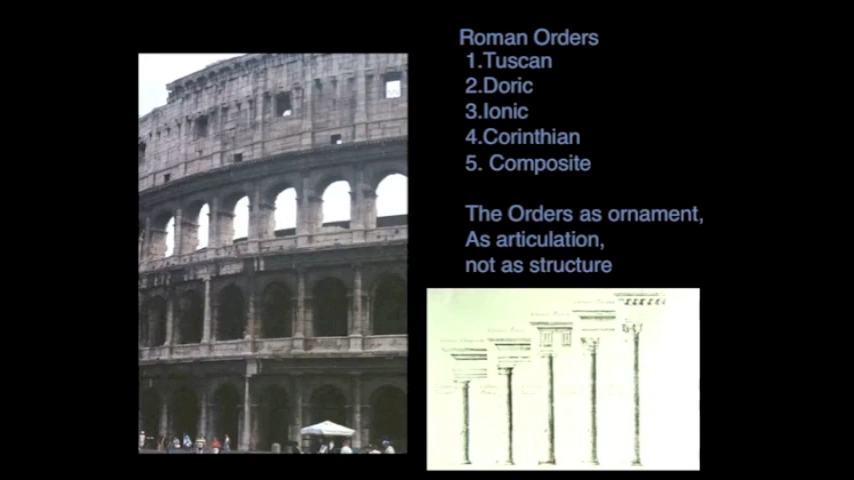 Roman Orders
1.Tuscan
2.Doric
3.Ionic
4.Corinthian
5. Composite
The Orders as ornament,
As articulation,
not as structure